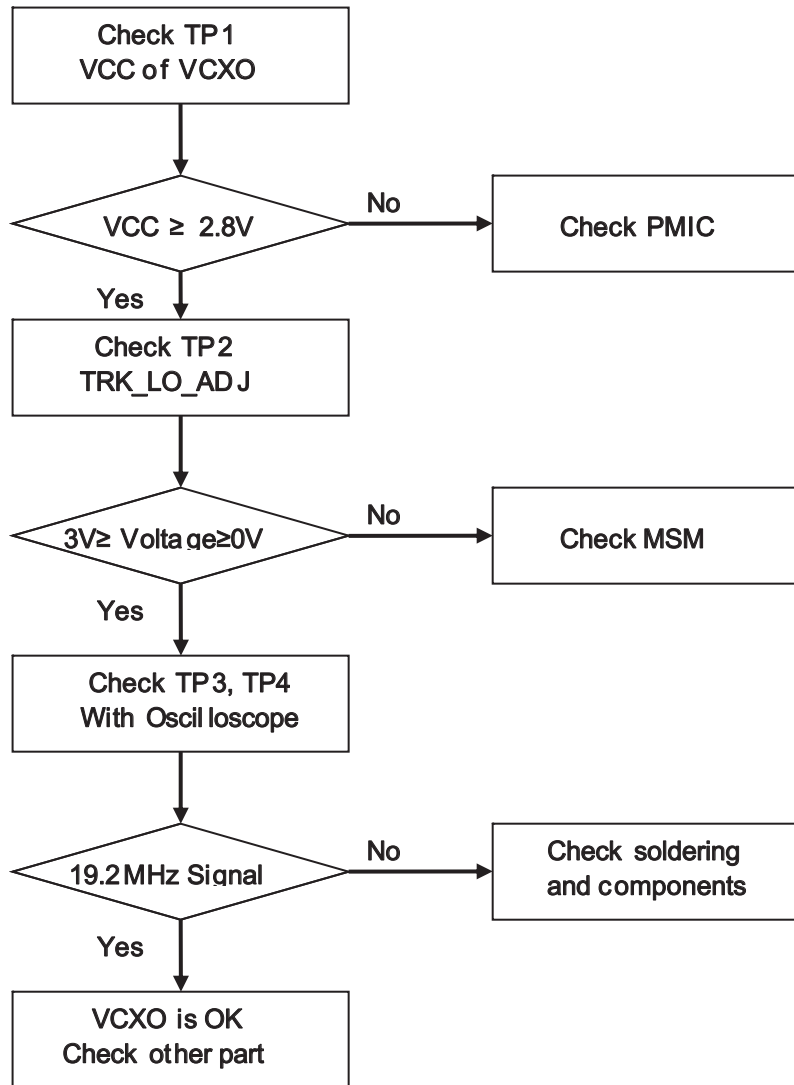 Check TP1
VCC of VCXO
VCC ≥ 2.8V
No
Check PMIC
Yes
Check TP2
TRK_LO_ADJ
3V≥ Voltage≥0V
No
Check MSM
Yes
Check TP3, TP4
With Oscilloscope
19.2MHz Signal
No
Check soldering
and components
Yes
VCXO is OK
Check other part